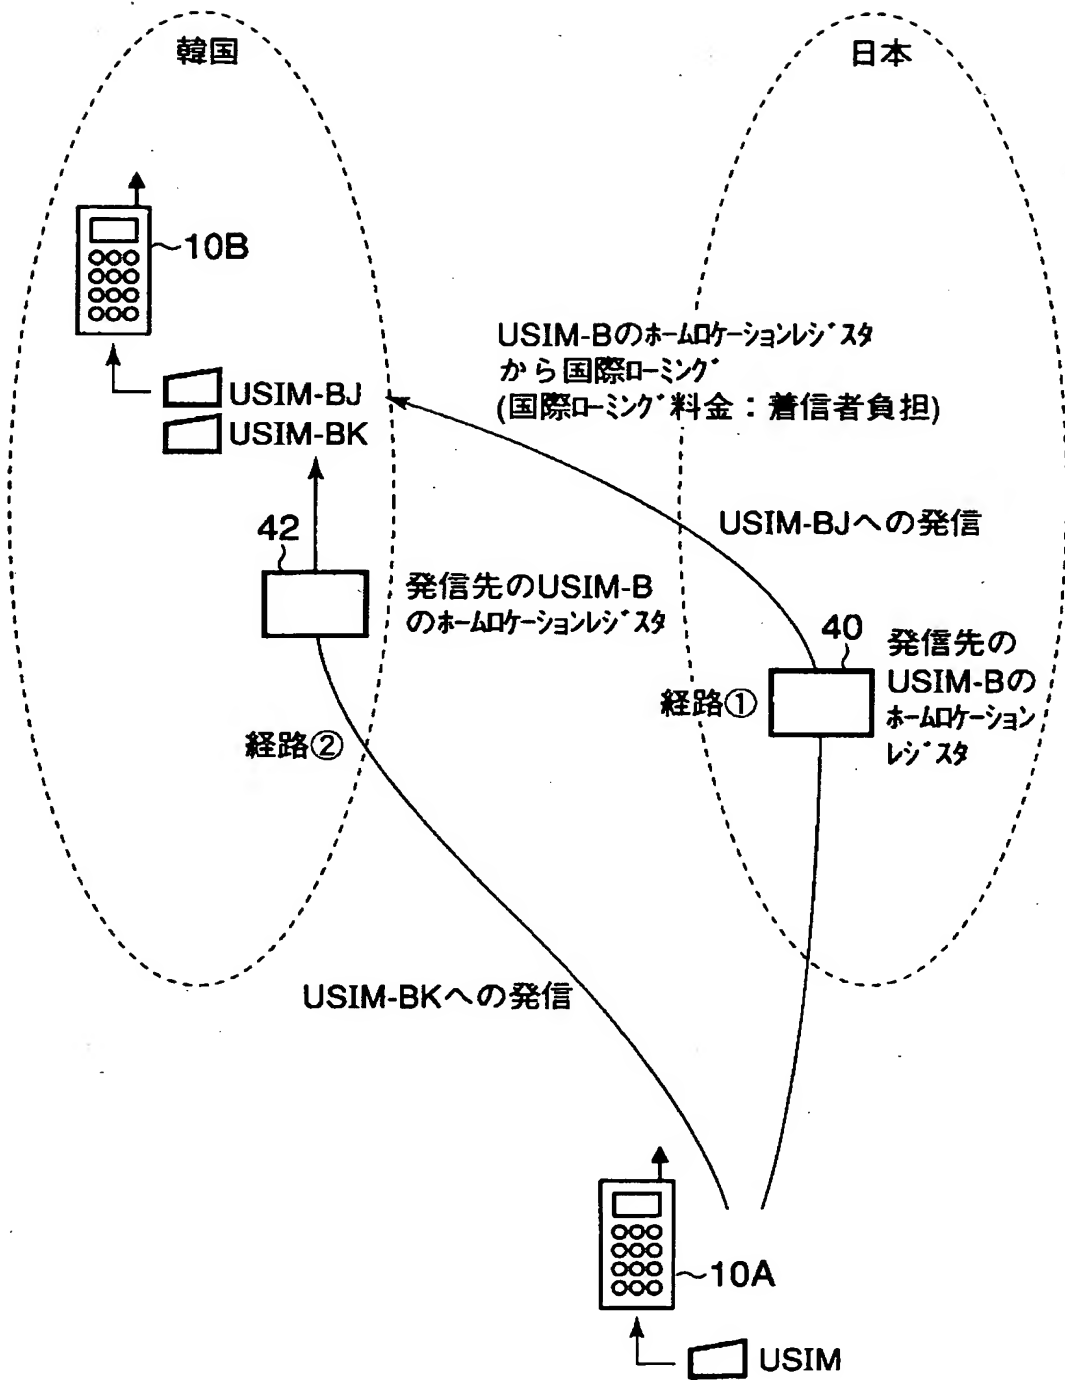 韓国
日本
10B
USIM-Bのホームロケーションレジスタ
から国際ローミング
(国際ローミング料金：着信者負担)
USIM-BJ
USIM-BK
USIM-BJへの発信
42
発信先のUSIM-B
のホームロケーションレジスタ
40
発信先の
USIM-Bの
ホームロケーション
レジスタ
経路①
経路②
USIM-BKへの発信
10A
USIM